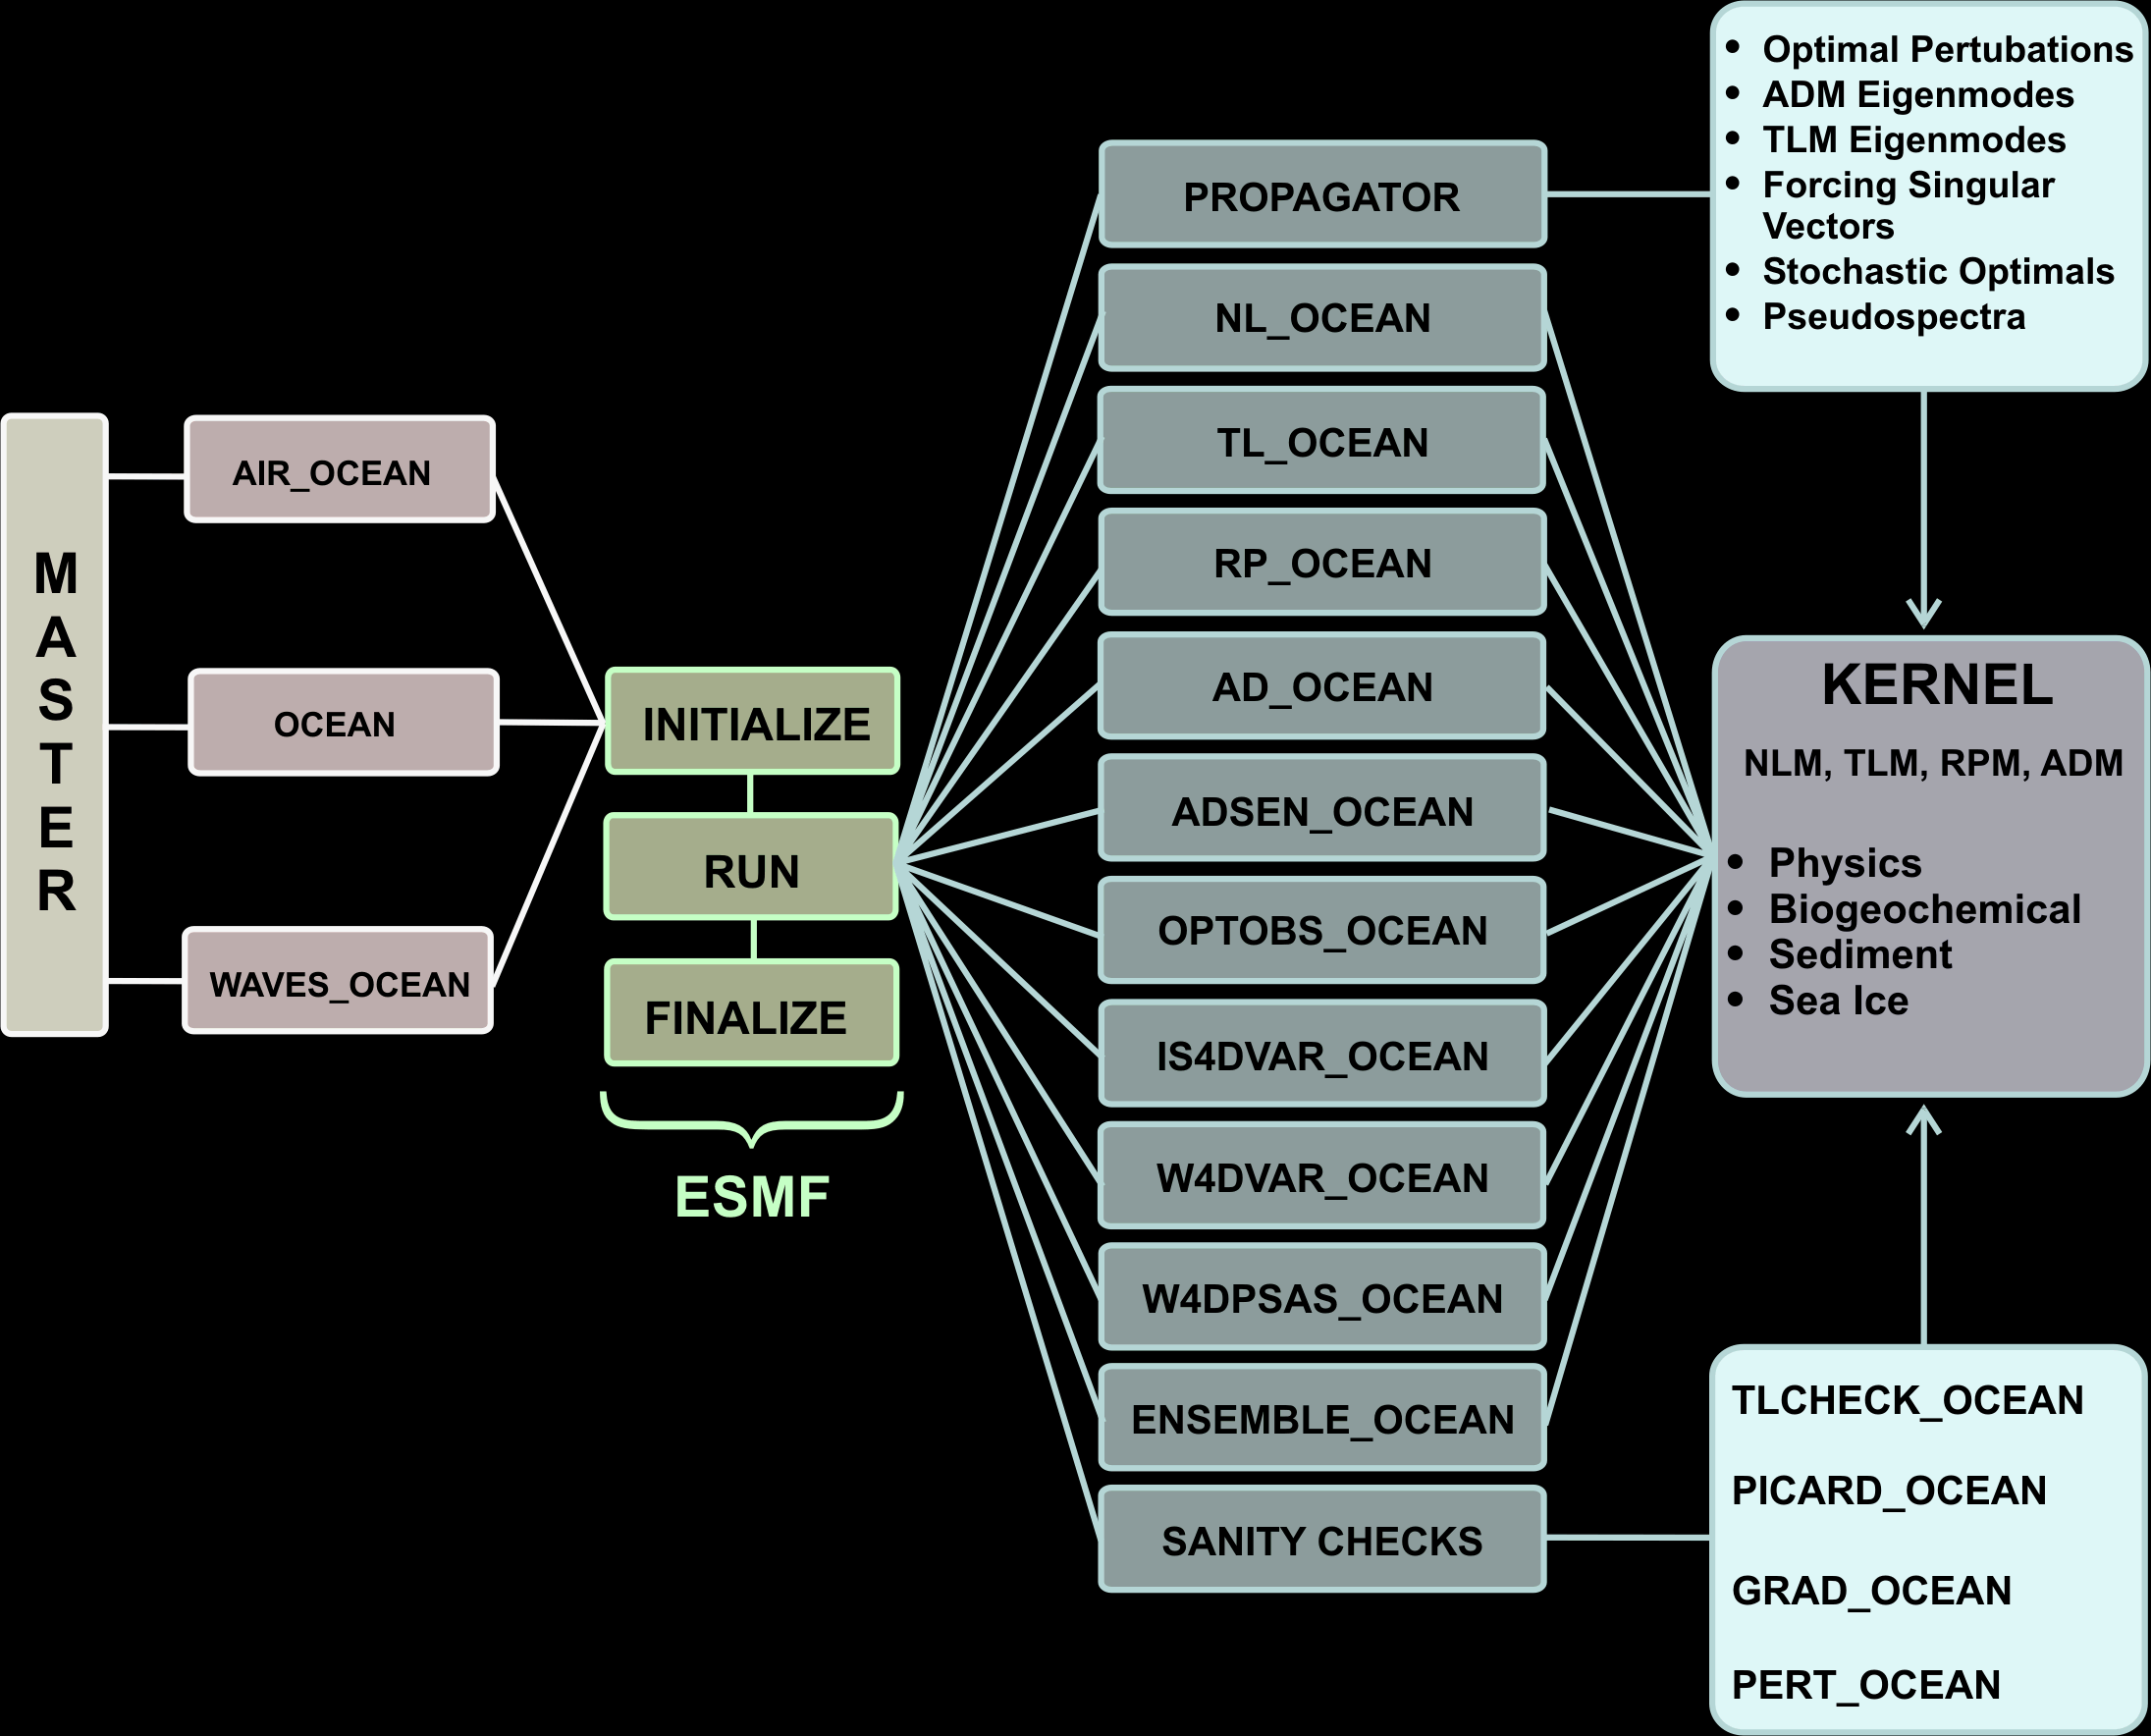 MASTER
AIR_OCEAN
OCEAN
WAVES_OCEAN
INITIALIZE
RUN
FINALIZE
ESMF
PROPAGATOR
NL_OCEAN
TL_OCEAN
RP_OCEAN
AD_OCEAN
ADSEN_OCEAN
OPTOBS_OCEAN
IS4DVAR_OCEAN
W4DVAR_OCEAN
W4DPSAS_OCEAN
ENSEMBLE_OCEAN
SANITY CHECKS
• Optimal Pertubations
• ADM Eigenmodes
• TLM Eigenmodes
• Forcing Singular
Vectors
• Stochastic Optimals
• Pseudospectra
KERNEL
NLM, TLM, RPM, ADM
• Physics
• Biogeochemical
• Sediment
• Sea Ice
TLCHECK_OCEAN
PICARD_OCEAN
GRAD_OCEAN
PERT_OCEAN